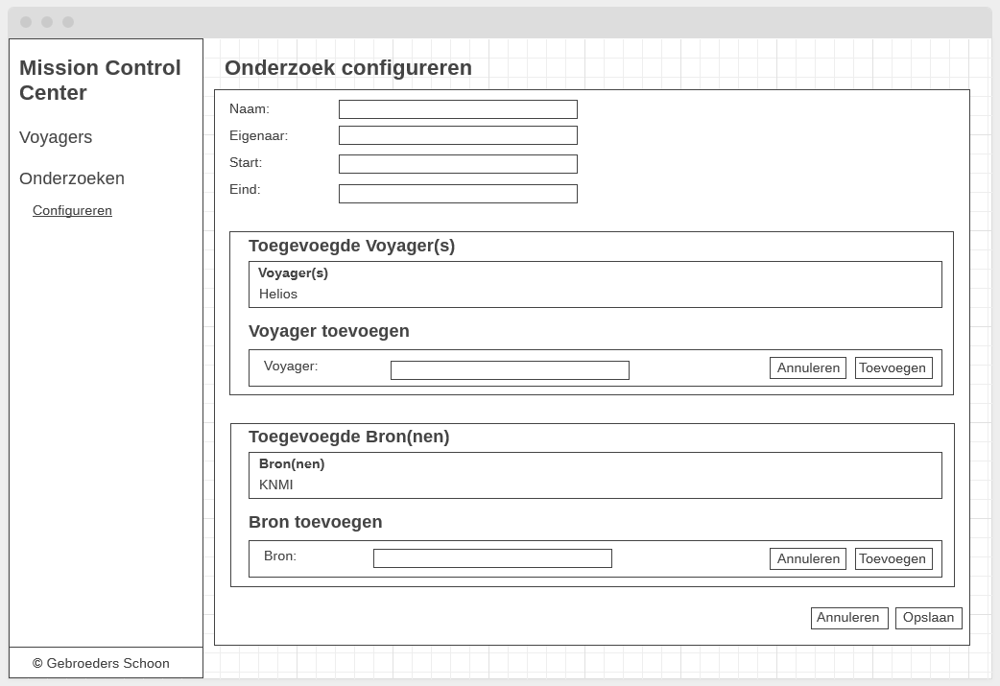 Mission Control
Center
Voyagers
Onderzoeken
Configureren
© Gebroeders Schoon
Onderzoek configureren
Naam:
Eigenaar:
Start:
Eind:
Toegevoegde Voyager(s)
Voyager(s)
Helios
Voyager toevoegen
Voyager: Annuleren Toevoegen
Toegevoegde Bron(nen)
Bron(nen)
KNMI
Bron toevoegen
Bron: Annuleren Toevoegen
Annuleren Opslaan